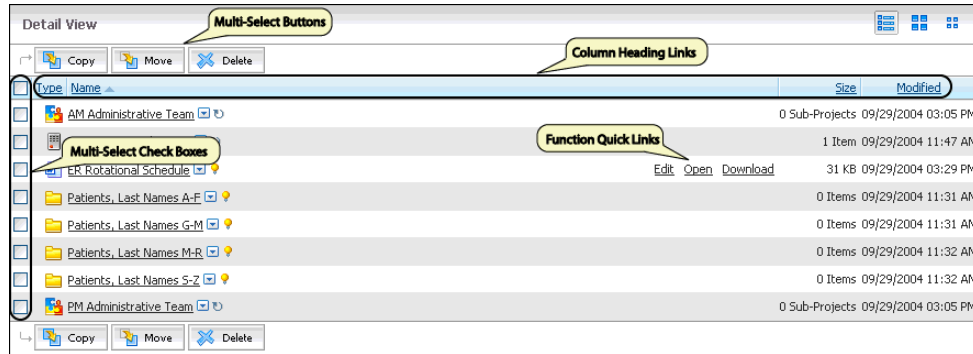 Detail View
Multi-Select Buttons
Copy Move Delete
Column Heading Links
Type Name Size Modified
AM Administrative Team 0 Sub-Projects 09/29/2004 03:05 PM
1 Item 09/29/2004 11:47 AM
Multi-Select Check Boxes
Function Quick Links
ER Rotational Schedule Edit Open Download 31 KB 09/29/2004 03:29 PM
Patients, Last Names A-F 0 Items 09/29/2004 11:31 AM
Patients, Last Names G-M 0 Items 09/29/2004 11:31 AM
Patients, Last Names M-R 0 Items 09/29/2004 11:32 AM
Patients, Last Names S-Z 0 Items 09/29/2004 11:32 AM
PM Administrative Team 0 Sub-Projects 09/29/2004 03:05 PM
Copy Move Delete